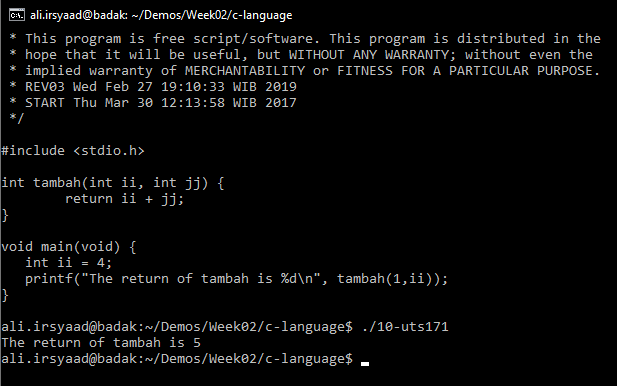 ali.irsyaad@badak: ~/Demos/Week02/c-language
* This program is free script/software. This program is distributed in the
* hope that it will be useful, but WITHOUT ANY WARRANTY; without even the
* implied warranty of MERCHANTABILITY or FITNESS FOR A PARTICULAR PURPOSE.
* REV03 Wed Feb 27 19:10:33 WIB 2019
* START Thu Mar 30 12:13:58 WIB 2017
*/
#include <stdio.h>
int tambah(int ii, int jj) {
        return ii + jj;
}
void main(void) {
   int ii = 4;
   printf("The return of tambah is %d\n", tambah(1,ii));
}
ali.irsyaad@badak:~/Demos/Week02/c-language$ ./10-uts171
The return of tambah is 5
ali.irsyaad@badak:~/Demos/Week02/c-language$